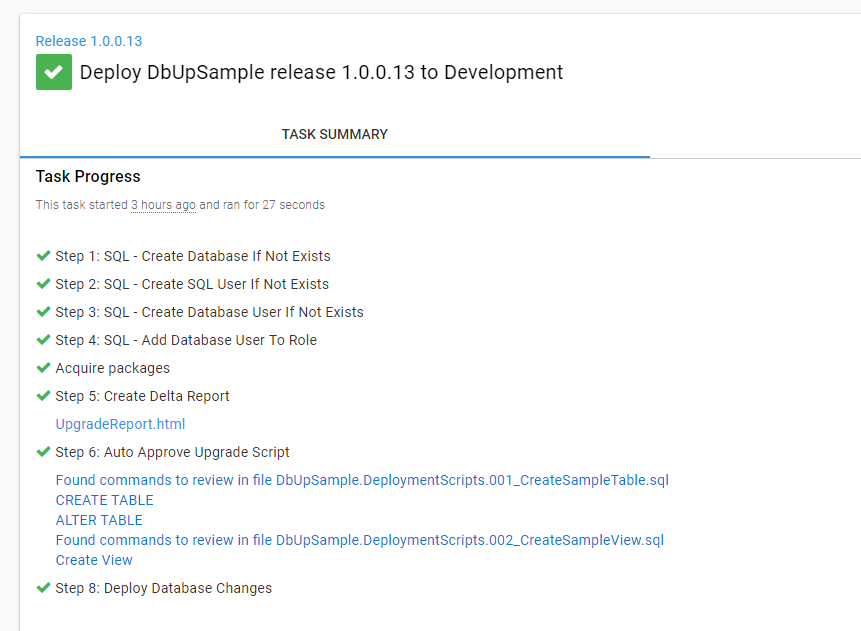 Release 1.0.0.13
Deploy DbUpSample release 1.0.0.13 to Development
TASK SUMMARY
Task Progress
This task started 3 hours ago and ran for 27 seconds
Step 1: SQL - Create Database If Not Exists
Step 2: SQL - Create SQL User If Not Exists
Step 3: SQL - Create Database User If Not Exists
Step 4: SQL - Add Database User To Role
Acquire packages
Step 5: Create Delta Report
UpgradeReport.html
Step 6: Auto Approve Upgrade Script
Found commands to review in file DbUpSample.DeploymentScripts.001_CreateSampleTable.sql
CREATE TABLE
ALTER TABLE
Found commands to review in file DbUpSample.DeploymentScripts.002_CreateSampleView.sql
Create View
Step 8: Deploy Database Changes